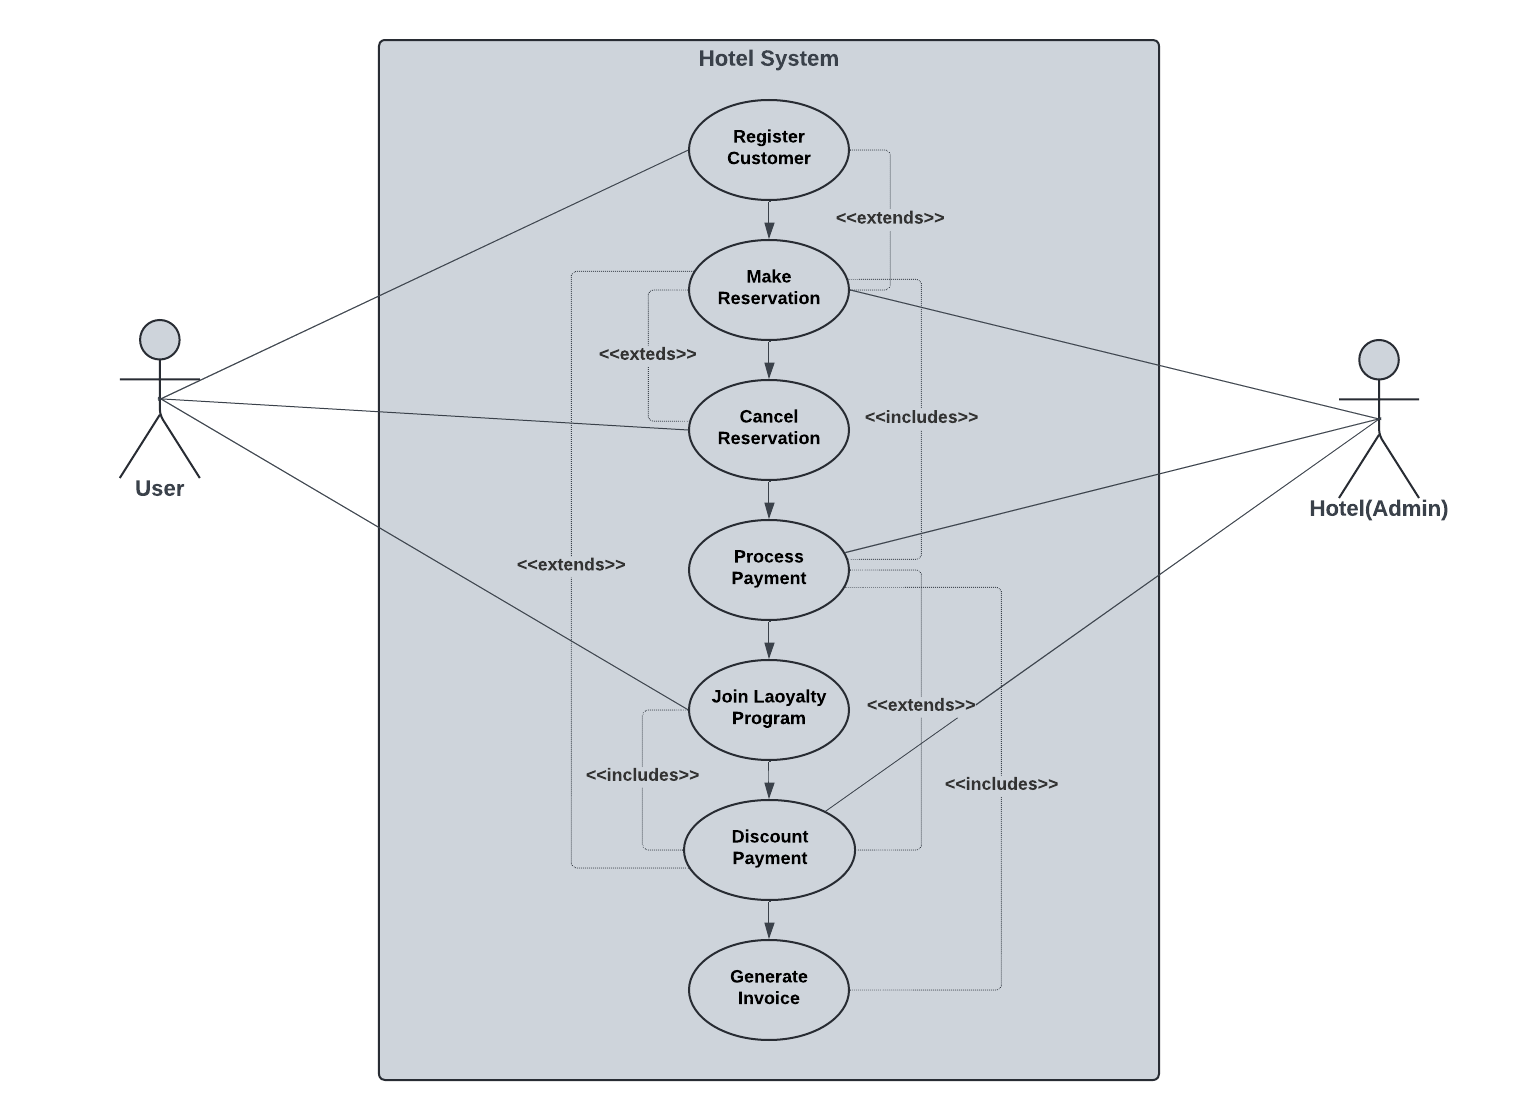 Hotel System
Register
Customer
<<extends>>
Make
Reservation
<<exteds>>
Cancel
Reservation
<<includes>>
User
Hotel(Admin)
Process
Payment
<<extends>>
Join Laoyalty
Program
<<extends>>
<<includes>>
<<includes>>
Discount
Payment
Generate
Invoice